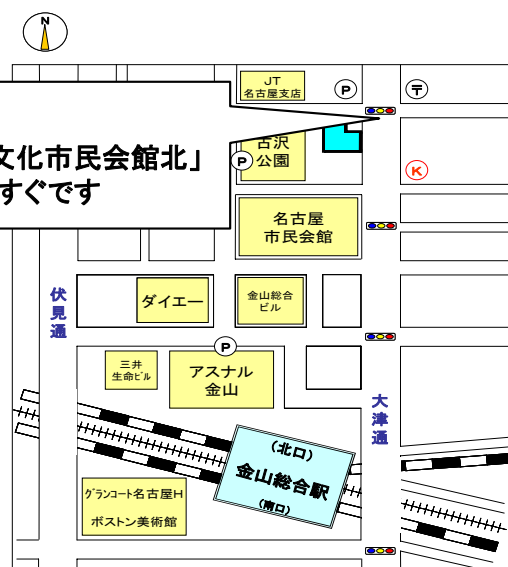 N
JT
名古屋支店
P
〒
文化市民会館北」
すぐです
古沢
公園
P
K
名古屋
市民会館
伏見通
ダイエー
金山総合
ビル
P
三井
生命ビル
アスナル
金山
大津通
(北口)
金山総合駅
(南口)
グランコート名古屋H
ボストン美術館